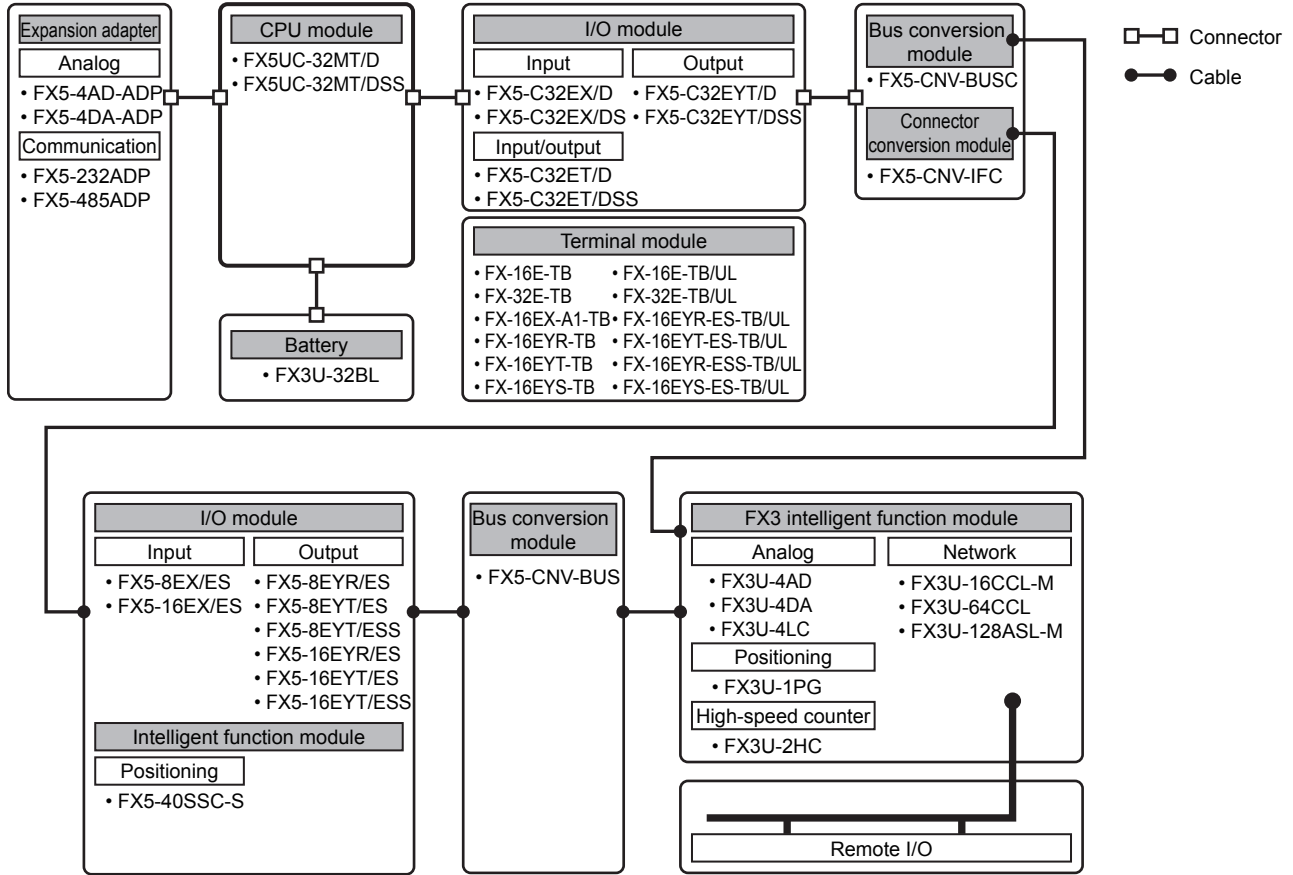 Expansion adapter
Analog
• FX5-4AD-ADP
• FX5-4DA-ADP
Communication
• FX5-232ADP
• FX5-485ADP
CPU module
• FX5UC-32MT/D
• FX5UC-32MT/DSS
Battery
• FX3U-32BL
I/O module
Input
• FX5-C32EX/D
• FX5-C32EX/DS
Output
• FX5-C32EYT/D
• FX5-C32EYT/DSS
Input/output
• FX5-C32ET/D
• FX5-C32ET/DSS
Terminal module
• FX-16E-TB
• FX-32E-TB
• FX-16EX-A1-TB
• FX-16EYR-TB
• FX-16EYT-TB
• FX-16EYS-TB
• FX-16E-TB/UL
• FX-32E-TB/UL
• FX-16EYR-ES-TB/UL
• FX-16EYT-ES-TB/UL
• FX-16EYR-ESS-TB/UL
• FX-16EYS-ES-TB/UL
Bus conversion
module
• FX5-CNV-BUSC
Connector
conversion module
• FX5-CNV-IFC
Connector
Cable
I/O module
Input
• FX5-8EX/ES
• FX5-16EX/ES
Output
• FX5-8EYR/ES
• FX5-8EYT/ES
• FX5-8EYT/ESS
• FX5-16EYR/ES
• FX5-16EYT/ES
• FX5-16EYT/ESS
Intelligent function module
Positioning
• FX5-40SSC-S
Bus conversion
module
• FX5-CNV-BUS
FX3 intelligent function module
Analog
• FX3U-4AD
• FX3U-4DA
• FX3U-4LC
Positioning
• FX3U-1PG
High-speed counter
• FX3U-2HC
Network
• FX3U-16CCL-M
• FX3U-64CCL
• FX3U-128ASL-M
Remote I/O